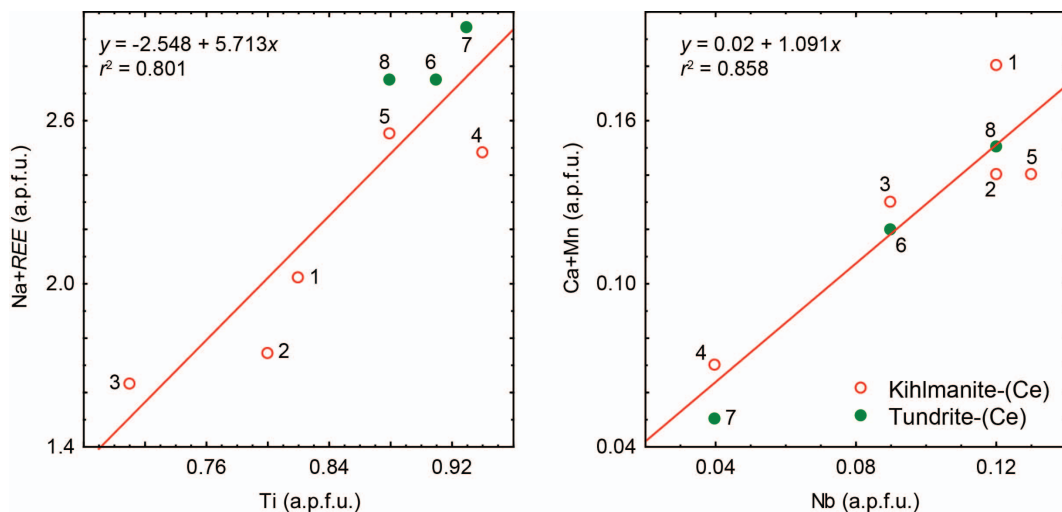 y = -2.548 + 5.713x
r² = 0.801
7
8
6
5
4
1
2
3
2.6
2.0
1.4
0.76
0.84
0.92
Na+REE (a.p.f.u.)
Ti (a.p.f.u.)
y = 0.02 + 1.091x
r² = 0.858
1
8
5
2
3
6
4
7
Kihlmanite-(Ce)
Tundrite-(Ce)
0.16
0.10
0.04
0.04
0.08
0.12
Ca+Mn (a.p.f.u.)
Nb (a.p.f.u.)